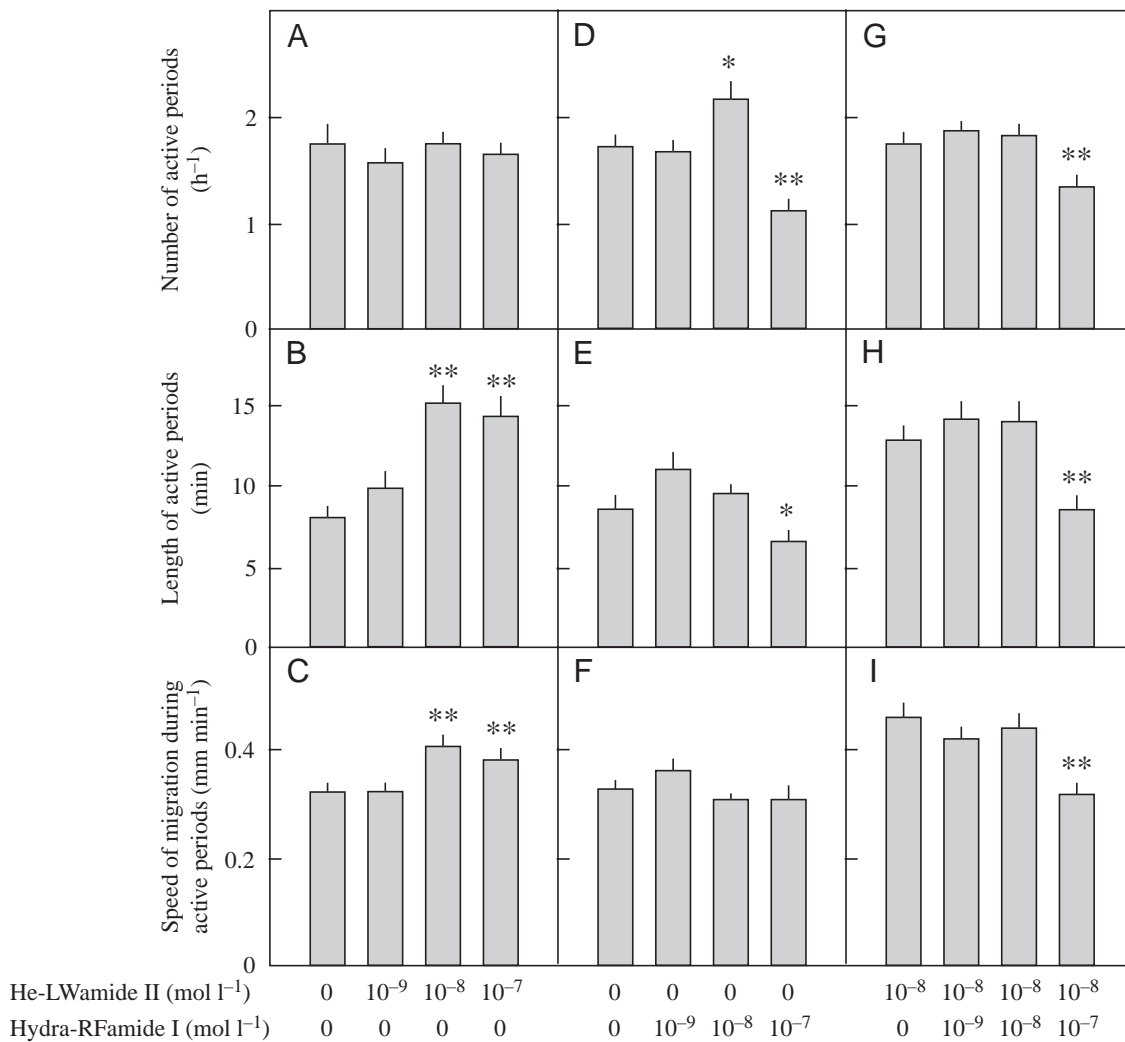 A
D
G
Number of active periods
(h⁻¹)
2
1
0
*
**
**
B
E
H
Length of active periods
(min)
15
10
5
0
**
**
*
**
C
F
I
Speed of migration during
active periods (mm min⁻¹)
0.4
0.2
0
**
**
**
He-LWamide II (mol l⁻¹) 0 10⁻⁹ 10⁻⁸ 10⁻⁷ 0 0 0 0 10⁻⁸ 10⁻⁸ 10⁻⁸ 10⁻⁸
Hydra-RFamide I (mol l⁻¹) 0 0 0 0 0 10⁻⁹ 10⁻⁸ 10⁻⁷ 0 10⁻⁹ 10⁻⁸ 10⁻⁷